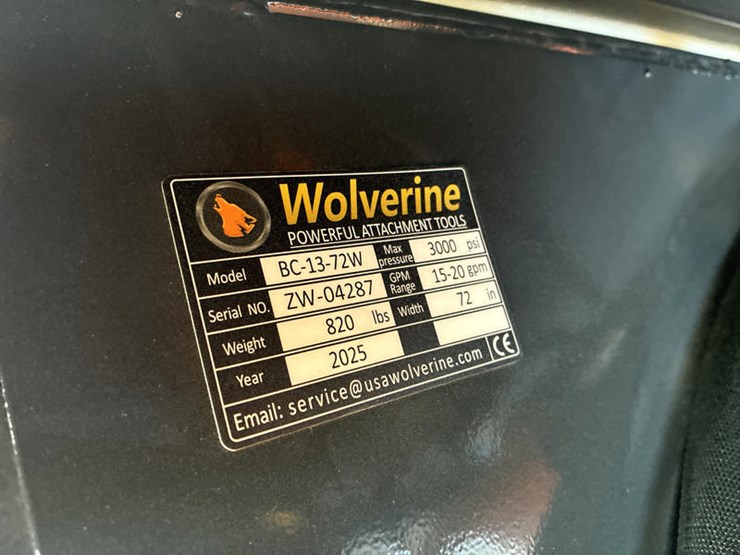 Wolverine
POWERFUL ATTACHMENT TOOLS
Model BC-13-72W Max pressure 3000 psi
Serial NO. ZW-04287 GPM Range 15-20 gpm
Weight 820 lbs Width 72 in
Year 2025
Email: service@usawolverine.com CE